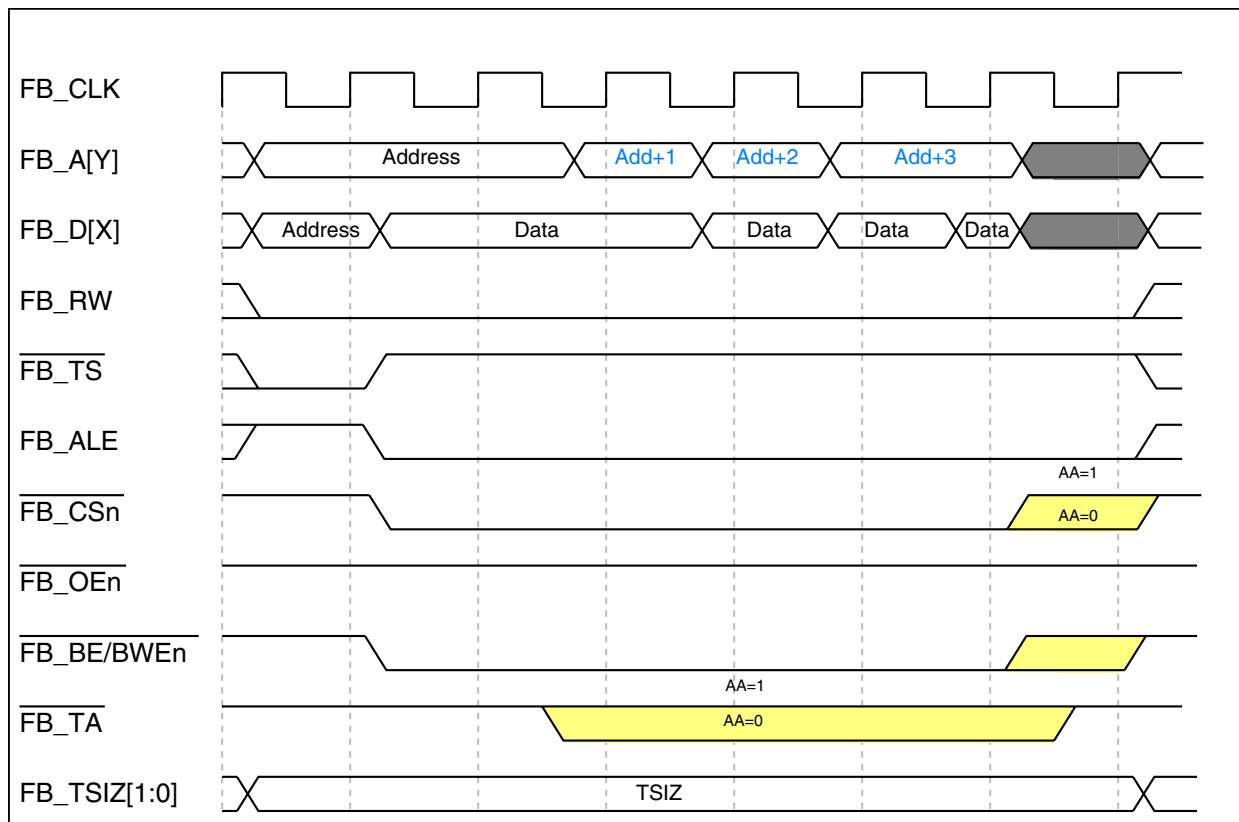 FB_CLK
FB_A[Y] Address Add+1 Add+2 Add+3
FB_D[X] Address Data Data Data Data
FB_RW
FB_TS
FB_ALE
AA=1
FB_CSn AA=0
FB_OEn
FB_BE/BWEn
AA=1
FB_TA AA=0
FB_TSIZ[1:0] TSIZ